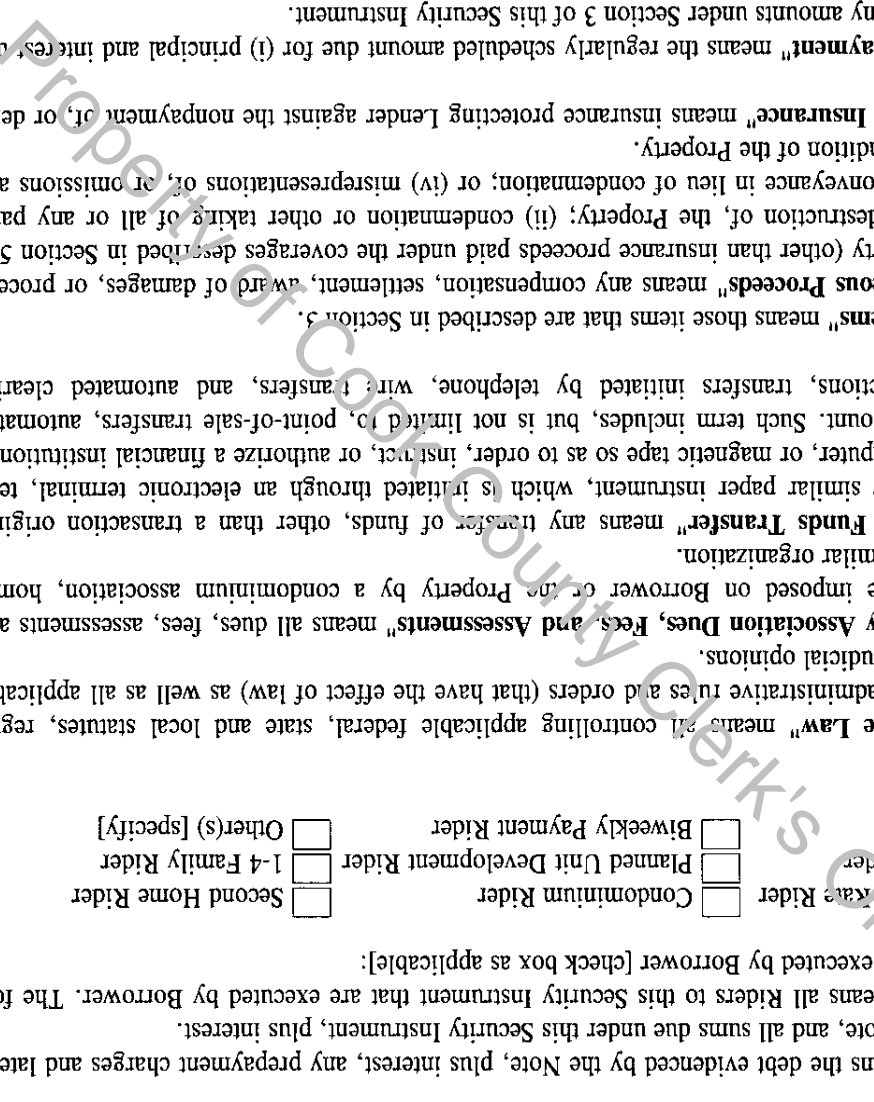 ns the debt evidenced by the Note, plus interest, any prepayment charges and late
ote, and all sums due under this Security Instrument, plus interest.
eans all Riders to this Security Instrument that are executed by Borrower. The fo
executed by Borrower [check box as applicable]:
Rate Rider Condominium Rider Second Home Rider
der Planned Unit Development Rider 1-4 Family Rider
Biweekly Payment Rider Other(s) [specify]
e Law" means all controlling applicable federal, state and local statutes, reg
administrative rules and orders (that have the effect of law) as well as all applicab
udicial opinions.
y Association Dues, Fees, and Assessments" means all dues, fees, assessments a
e imposed on Borrower or the Property by a condominium association, hom
milar organization.
Funds Transfer" means any transfer of funds, other than a transaction origin
similar paper instrument, which is initiated through an electronic terminal, te
puter, or magnetic tape so as to order, instruct, or authorize a financial institution
ount. Such term includes, but is not limited to, point-of-sale transfers, automat
ctions, transfers initiated by telephone, wire transfers, and automated cleari
ems" means those items that are described in Section 3.
ous Proceeds" means any compensation, settlement, award of damages, or proce
ty (other than insurance proceeds paid under the coverages described in Section 5
destruction of, the Property; (ii) condemnation or other taking of all or any par
onveyance in lieu of condemnation; or (iv) misrepresentations of, or omissions a
ndition of the Property.
Insurance" means insurance protecting Lender against the nonpayment of, or de
ayment" means the regularly scheduled amount due for (i) principal and interest
ny amounts under Section 3 of this Security Instrument.
Property of Cook County Clerk's O